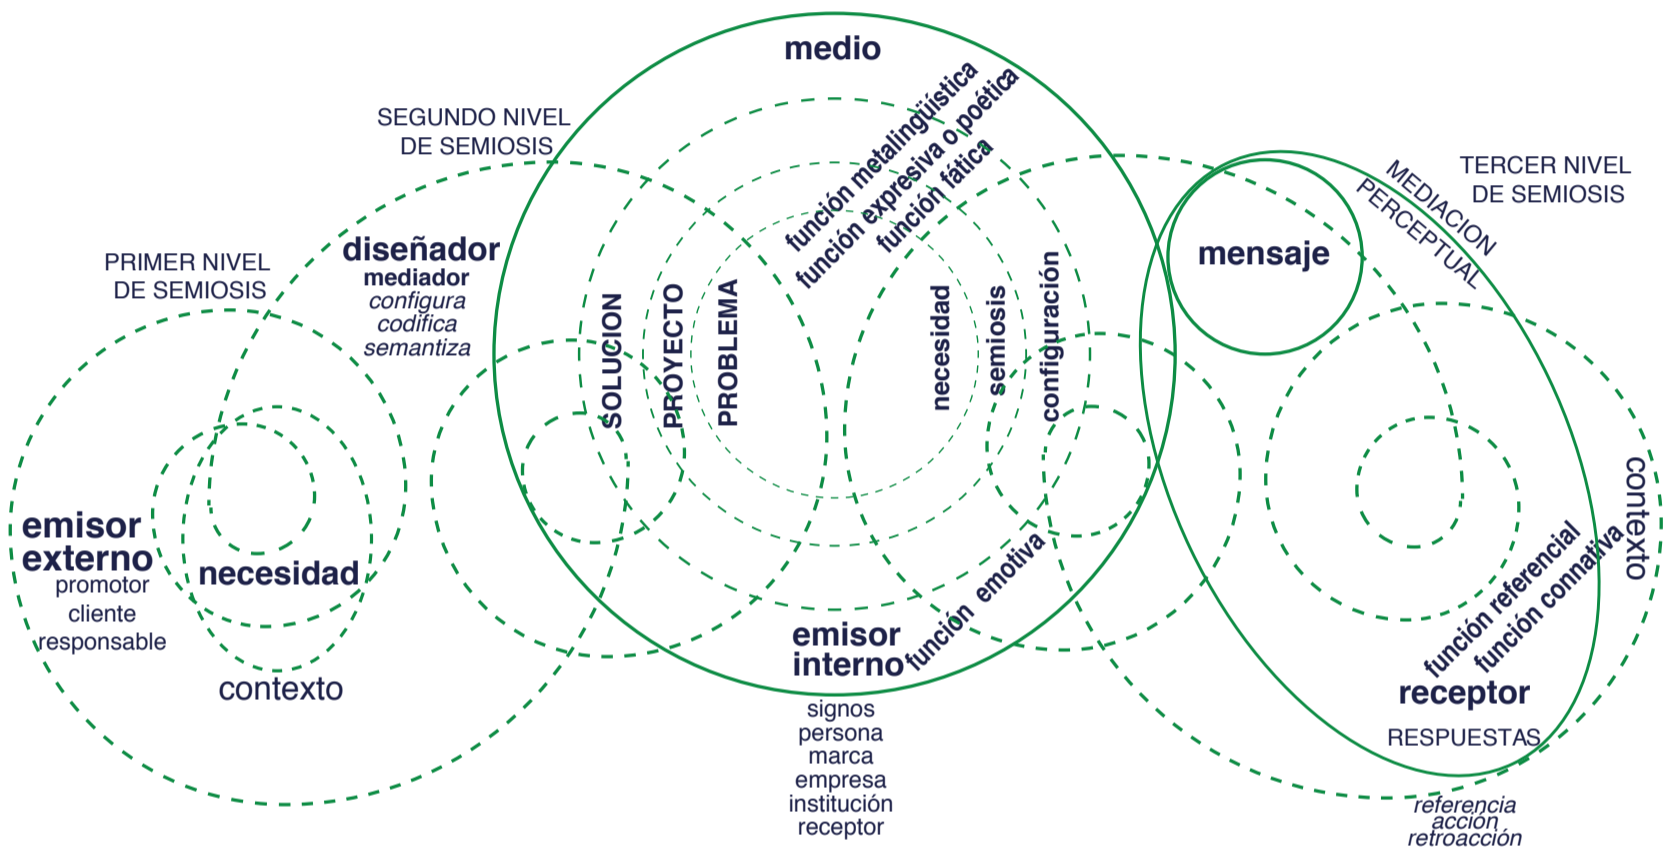 PRIMER NIVEL
DE SEMIOSIS
emisor
externo
promotor
cliente
responsable
necesidad
contexto
SEGUNDO NIVEL
DE SEMIOSIS
diseñador
mediador
configura
codifica
semantiza
medio
función metalingüística
función expresiva o poética
función fática
SOLUCION
PROYECTO
PROBLEMA
necesidad
semiosis
configuración
función emotiva
emisor
interno
signos
persona
marca
empresa
institución
receptor
TERCER NIVEL
DE SEMIOSIS
MEDIACION
PERCEPTUAL
mensaje
contexto
función referencial
función connativa
receptor
RESPUESTAS
referencia
acción
retroacción